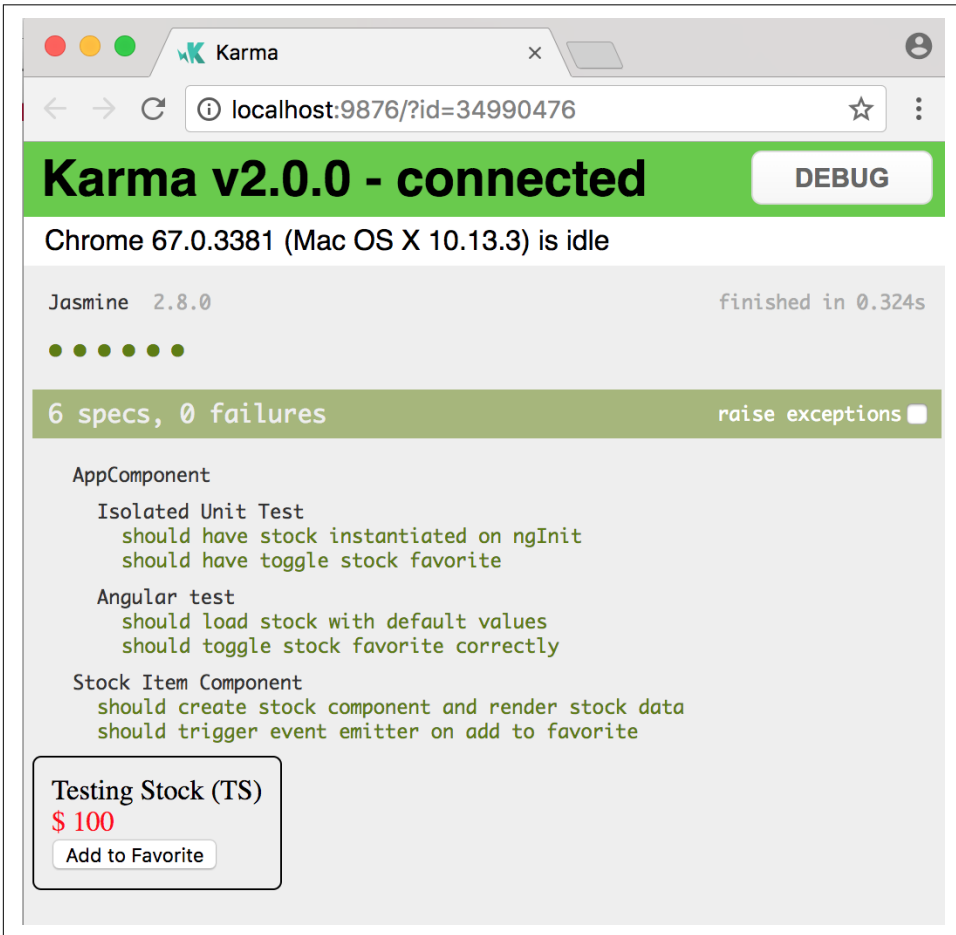 Karma
localhost:9876/?id=34990476
Karma v2.0.0 - connected
DEBUG
Chrome 67.0.3381 (Mac OS X 10.13.3) is idle
Jasmine 2.8.0
finished in 0.324s
6 specs, 0 failures
raise exceptions
AppComponent
Isolated Unit Test
should have stock instantiated on ngInit
should have toggle stock favorite
Angular test
should load stock with default values
should toggle stock favorite correctly
Stock Item Component
should create stock component and render stock data
should trigger event emitter on add to favorite
Testing Stock (TS)
$ 100
Add to Favorite